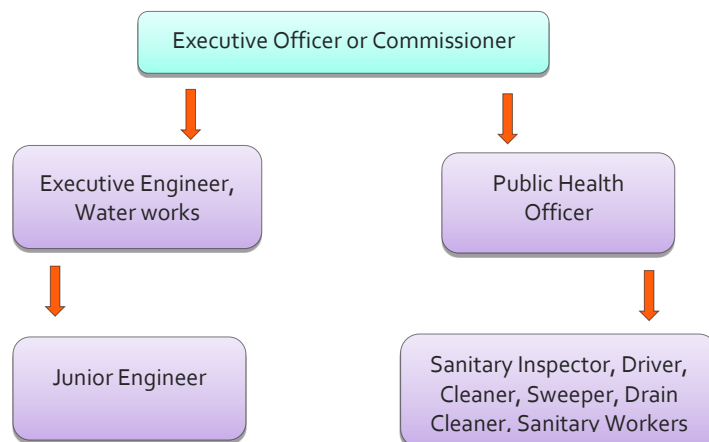 Executive Officer or Commissioner
Executive Engineer,
Water works
Public Health
Officer
Junior Engineer
Sanitary Inspector, Driver,
Cleaner, Sweeper, Drain
Cleaner, Sanitary Workers